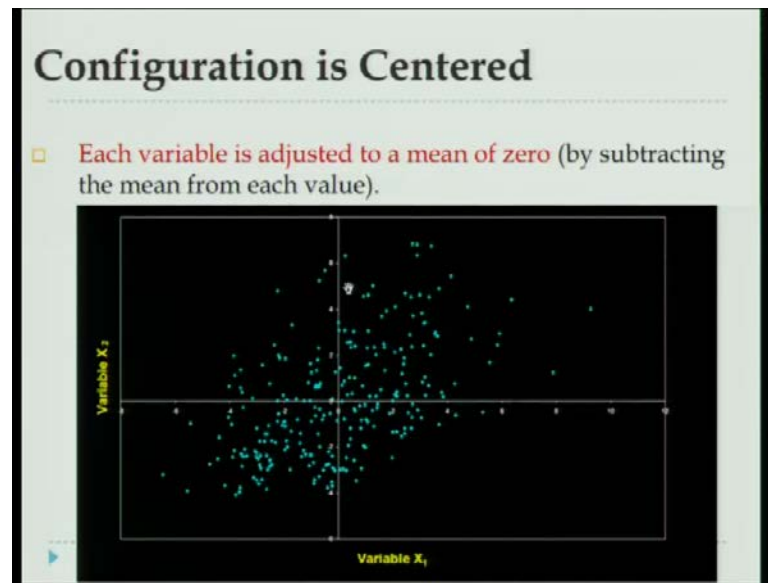 Configuration is Centered
Each variable is adjusted to a mean of zero (by subtracting
the mean from each value).
Variable X 2
Variable X1